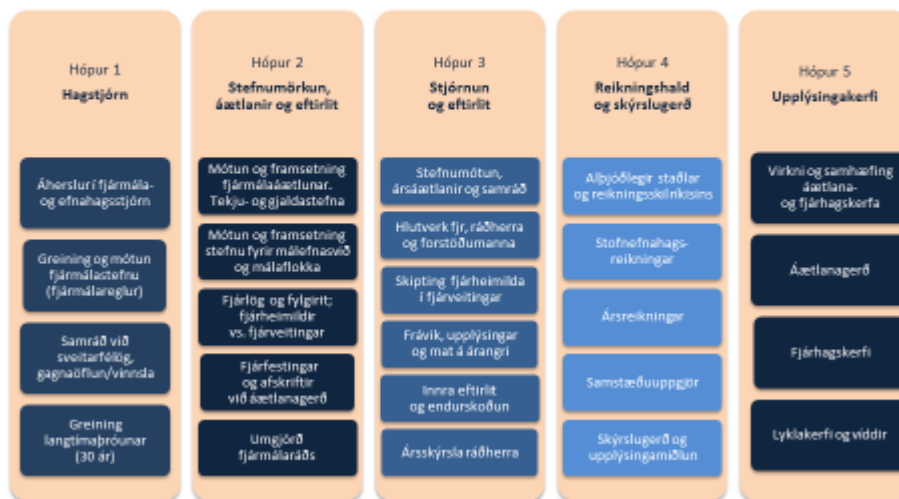 Hópur 1
Hagstjórn
Áherslur í fjármála-
og efnahagsstjórn
Greining og mótun
fjármálastefnu
(fjármálareglur)
Samráð við
sveitarfélög,
gagnaöflun/vinnsla
Greining
langtímaþróunar
(30 ár)
Hópur 2
Stefnumörkun,
áætlanir og eftirlit
Mótun og framsetning
fjármálaáætlunar.
Tekju- og gjaldastefna
Mótun og framsetning
stefnu fyrir málefnasvið
og málaflokka
Fjárlög og fylgirit;
fjárheimildir
vs. fjárveitingar
Fjárfestingar
og afskriftir
við áætlanagerð
Umgjörð
fjármálaráðs
Hópur 3
Stjórnun
og eftirlit
Stefnumótun,
ársáætlanir og samráð
Hlutverk fjr, ráðherra
og forstöðumanna
Skipting fjárheimilda
í fjárveitingar
Frávik, upplýsingar
og mat á árangri
Innra eftirlit
og endurskoðun
Ársskýrsla ráðherra
Hópur 4
Reikningshald
og skýrslugerð
Alþjóðlegir staðlar
og reikningsskilnkisins
Stofnefnahags-
reikningar
Ársreikningar
Samstæðuuppgjör
Skýrslugerð og
upplýsingamiðlun
Hópur 5
Upplýsingakerfi
Virkni og samhæfing
áætlana-
og fjárhagskerfa
Áætlanagerð
Fjárhagskerfi
Lyklakerfi og víddir